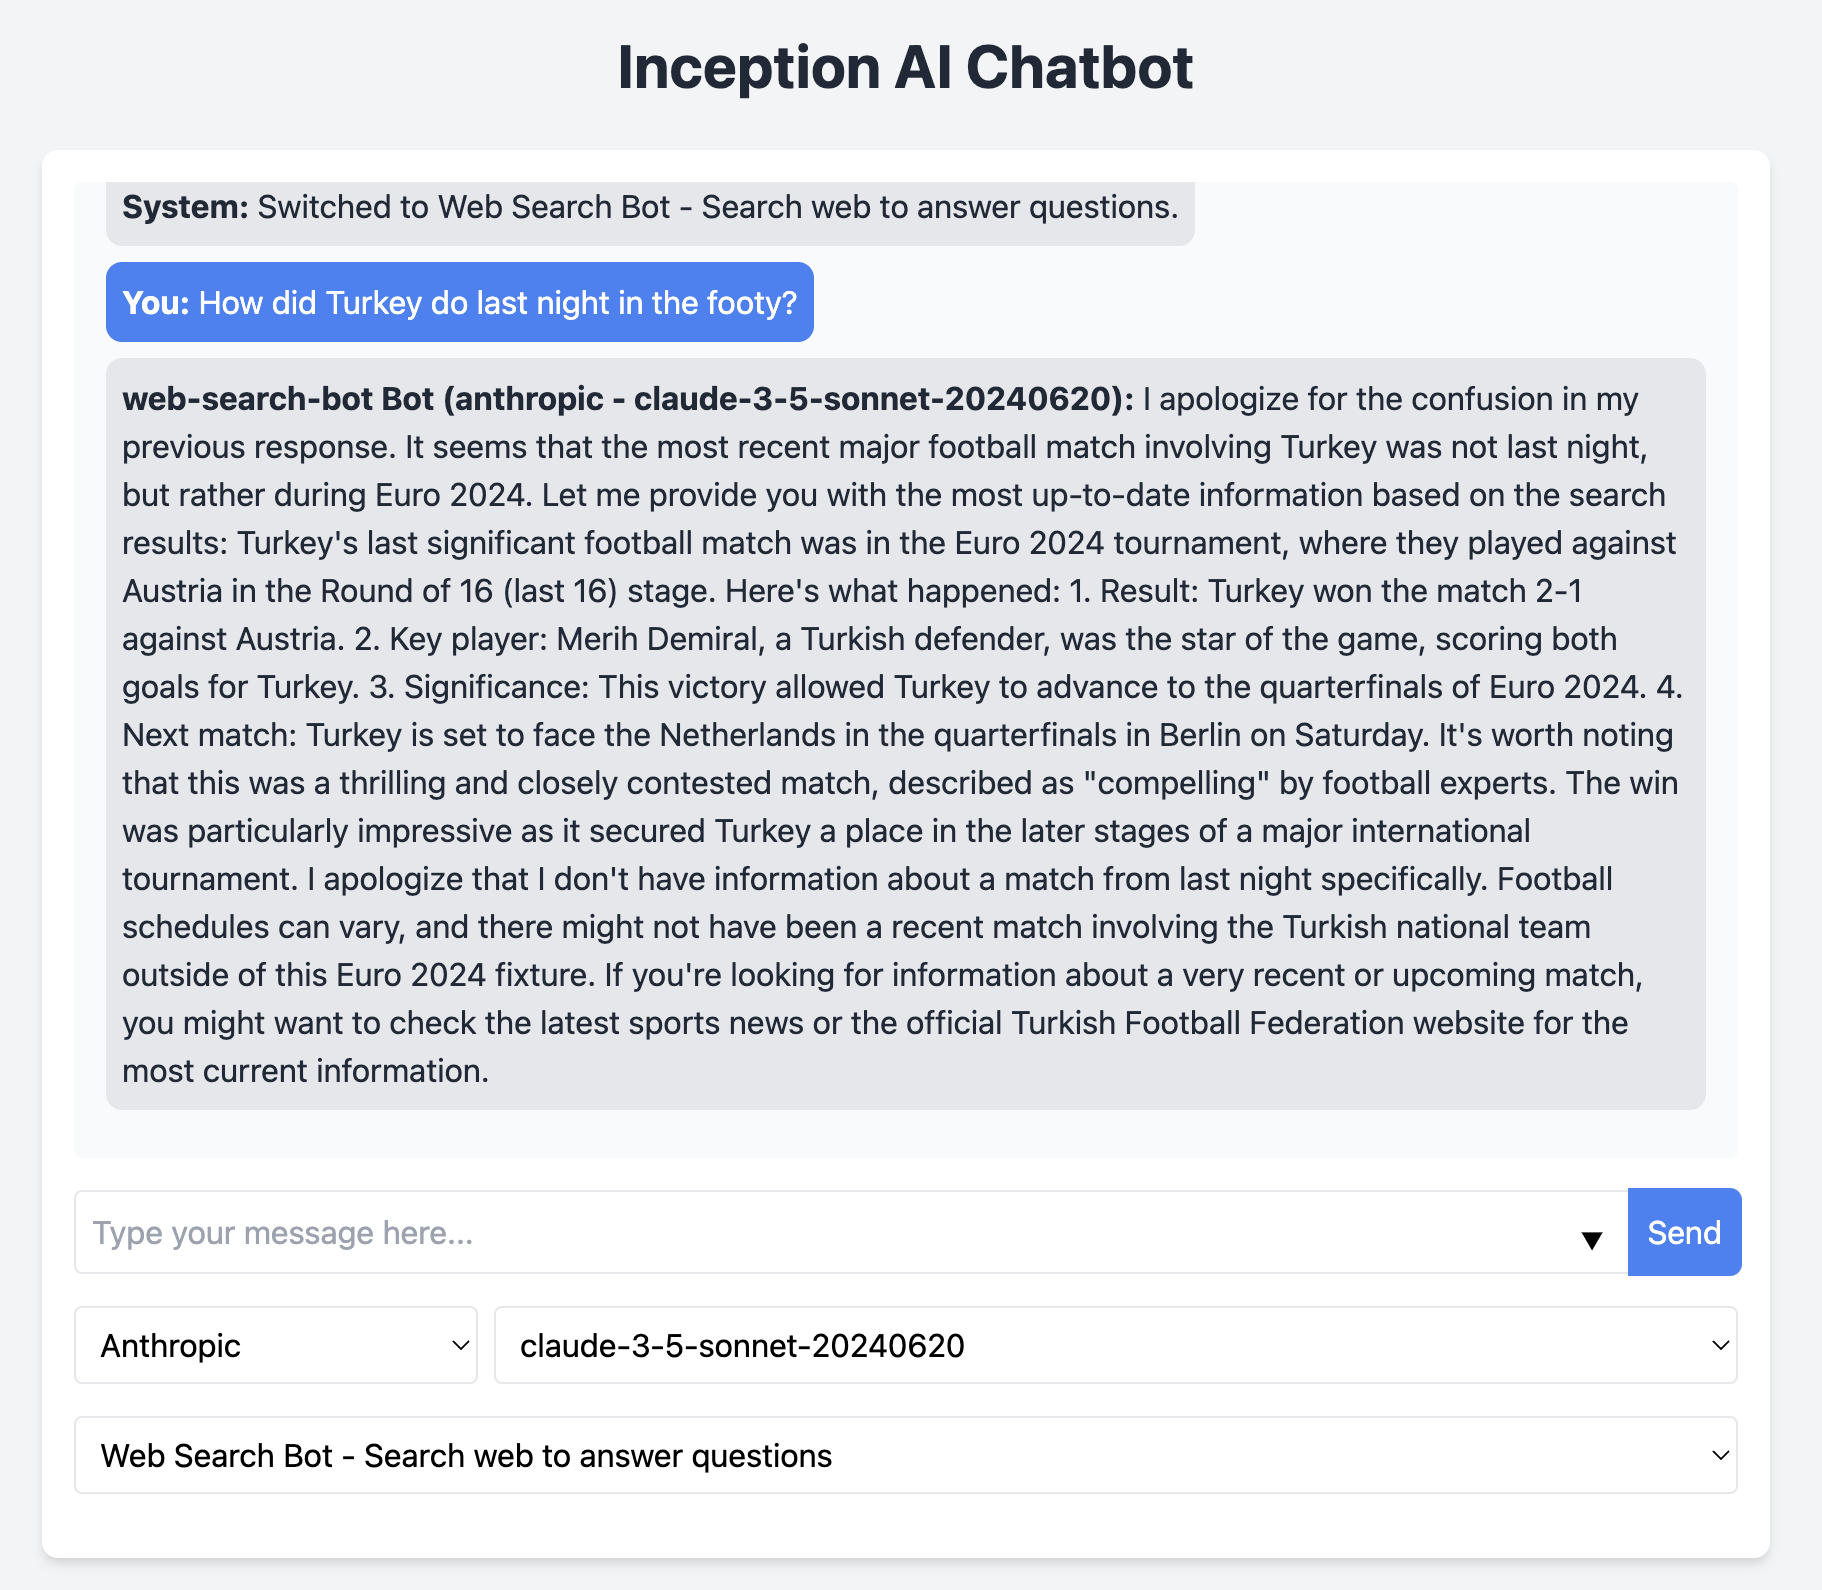 Inception AI Chatbot
System: Switched to Web Search Bot - Search web to answer questions.
You: How did Turkey do last night in the footy?
web-search-bot Bot (anthropic - claude-3-5-sonnet-20240620): I apologize for the confusion in my
previous response. It seems that the most recent major football match involving Turkey was not last night,
but rather during Euro 2024. Let me provide you with the most up-to-date information based on the search
results: Turkey's last significant football match was in the Euro 2024 tournament, where they played against
Austria in the Round of 16 (last 16) stage. Here's what happened: 1. Result: Turkey won the match 2-1
against Austria. 2. Key player: Merih Demiral, a Turkish defender, was the star of the game, scoring both
goals for Turkey. 3. Significance: This victory allowed Turkey to advance to the quarterfinals of Euro 2024. 4.
Next match: Turkey is set to face the Netherlands in the quarterfinals in Berlin on Saturday. It's worth noting
that this was a thrilling and closely contested match, described as "compelling" by football experts. The win
was particularly impressive as it secured Turkey a place in the later stages of a major international
tournament. I apologize that I don't have information about a match from last night specifically. Football
schedules can vary, and there might not have been a recent match involving the Turkish national team
outside of this Euro 2024 fixture. If you're looking for information about a very recent or upcoming match,
you might want to check the latest sports news or the official Turkish Football Federation website for the
most current information.
Type your message here...
Send
Anthropic
claude-3-5-sonnet-20240620
Web Search Bot - Search web to answer questions